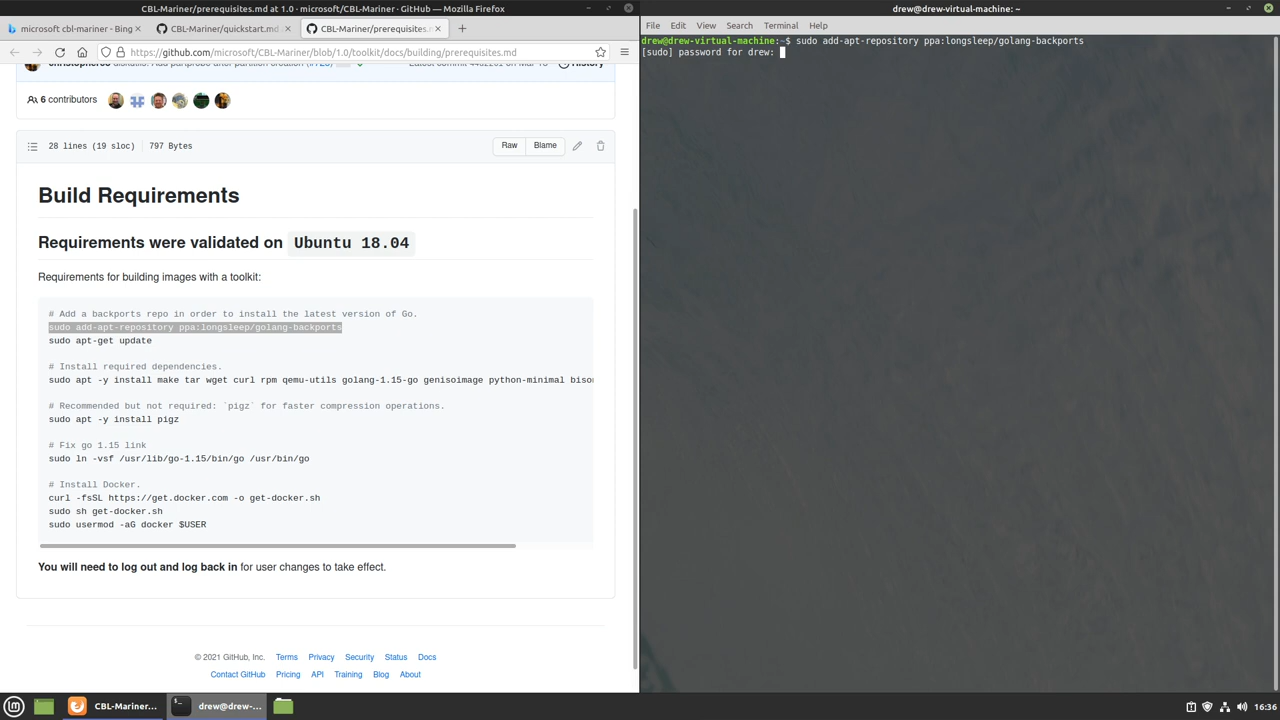 CBL-Mariner/prerequisites.md at 1.0 · microsoft/CBL-Mariner · GitHub — Mozilla Firefox
microsoft cbl-mariner - Bing
CBL-Mariner/quickstart.md
CBL-Mariner/prerequisites.m
https://github.com/microsoft/CBL-Mariner/blob/1.0/toolkit/docs/building/prerequisites.md
History
6 contributors
28 lines (19 sloc) 797 Bytes
Raw Blame
Build Requirements
Requirements were validated on Ubuntu 18.04
Requirements for building images with a toolkit:
# Add a backports repo in order to install the latest version of Go.
sudo add-apt-repository ppa:longsleep/golang-backports
sudo apt-get update
# Install required dependencies.
sudo apt -y install make tar wget curl rpm qemu-utils golang-1.15-go genisoimage python-minimal bison
# Recommended but not required: `pigz` for faster compression operations.
sudo apt -y install pigz
# Fix go 1.15 link
sudo ln -vsf /usr/lib/go-1.15/bin/go /usr/bin/go
# Install Docker.
curl -fsSL https://get.docker.com -o get-docker.sh
sudo sh get-docker.sh
sudo usermod -aG docker $USER
You will need to log out and log back in for user changes to take effect.
© 2021 GitHub, Inc. Terms Privacy Security Status Docs
Contact GitHub Pricing API Training Blog About
drew@drew-virtual-machine: ~
File Edit View Search Terminal Help
drew@drew-virtual-machine:~$ sudo add-apt-repository ppa:longsleep/golang-backports
[sudo] password for drew:
CBL-Mariner...
drew@drew-...
16:36